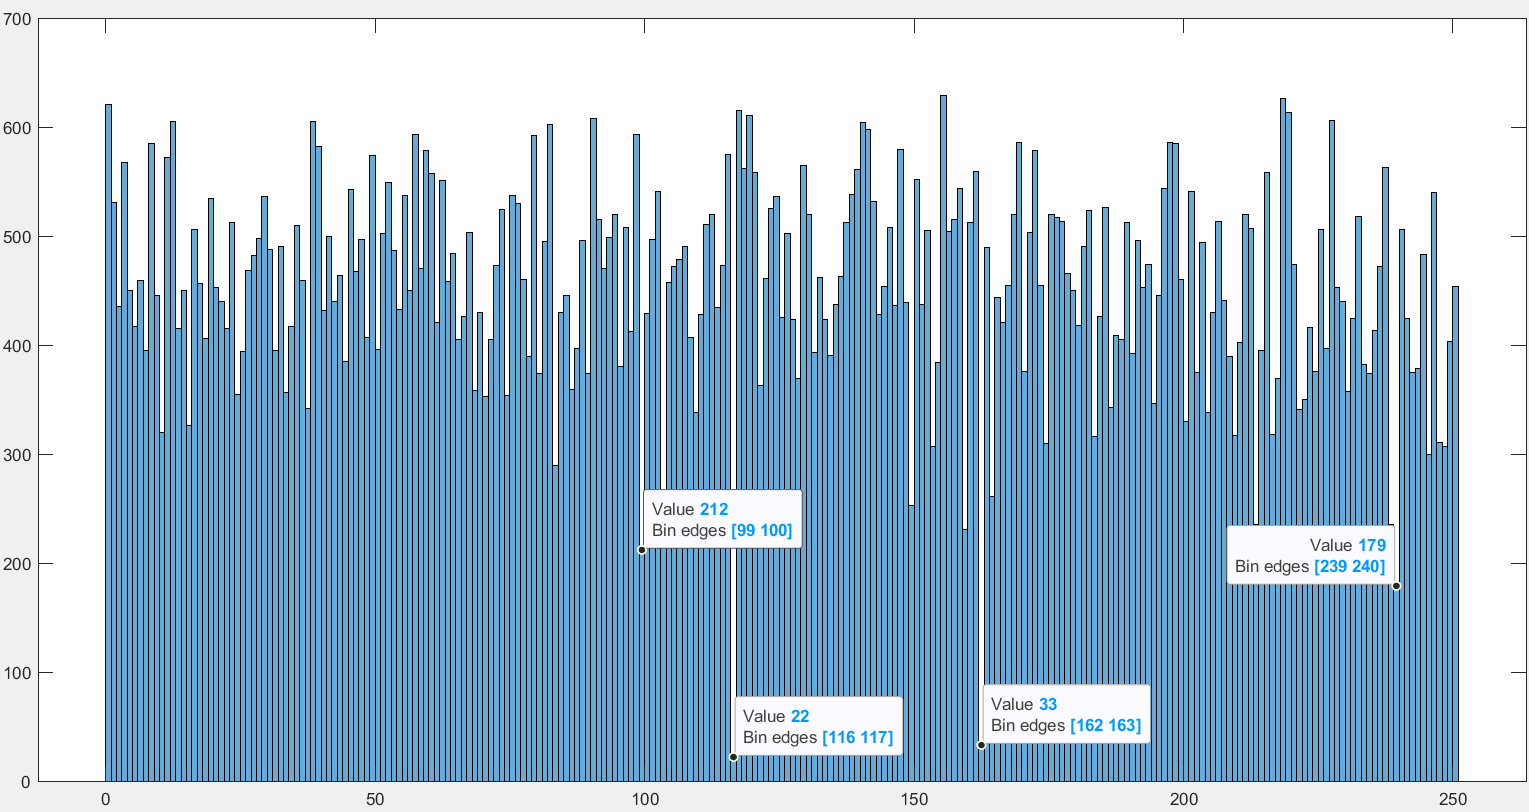 700
600
500
400
300
200
100
0
Value 212
Bin edges [99 100]
Value 179
Bin edges [239 240]
Value 33
Bin edges [162 163]
Value 22
Bin edges [116 117]
0 50 100 150 200 250